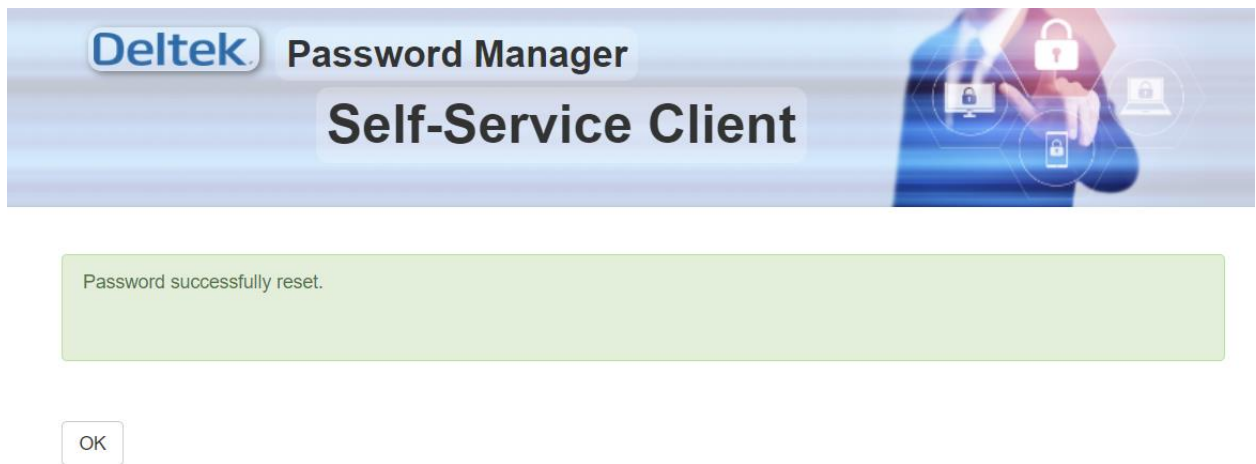 Deltek. Password Manager
Self-Service Client
Password successfully reset.
OK